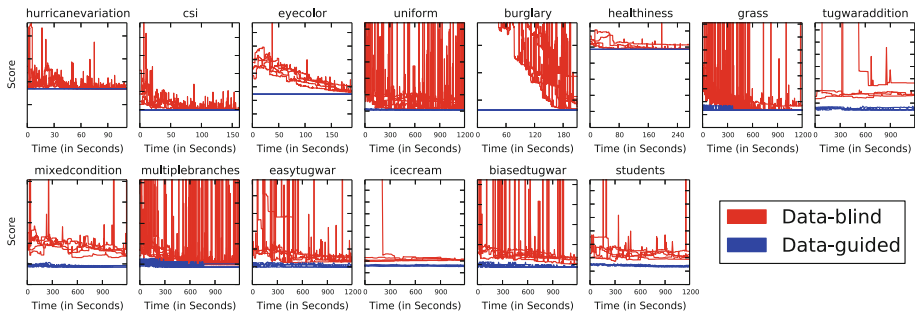 hurricanevariation csi eyecolor uniform burglary healthiness grass tugwaraddition
Score
0 30 60 90 0 50 100 150 0 50 100 150 0 300 600 900 1200 0 60 120 180 0 80 160 240 0 300 600 900 1200 0 300 600 900
Time (in Seconds) Time (in Seconds) Time (in Seconds) Time (in Seconds) Time (in Seconds) Time (in Seconds) Time (in Seconds) Time (in Seconds)
mixedcondition multiplebranches easytugwar icecream biasedtugwar students
Score
0 300 600 900 0 300 600 900 0 300 600 900 1200 0 300 600 900 0 300 600 900 0 300 600 900 1200
Time (in Seconds) Time (in Seconds) Time (in Seconds) Time (in Seconds) Time (in Seconds) Time (in Seconds)
Data-blind
Data-guided